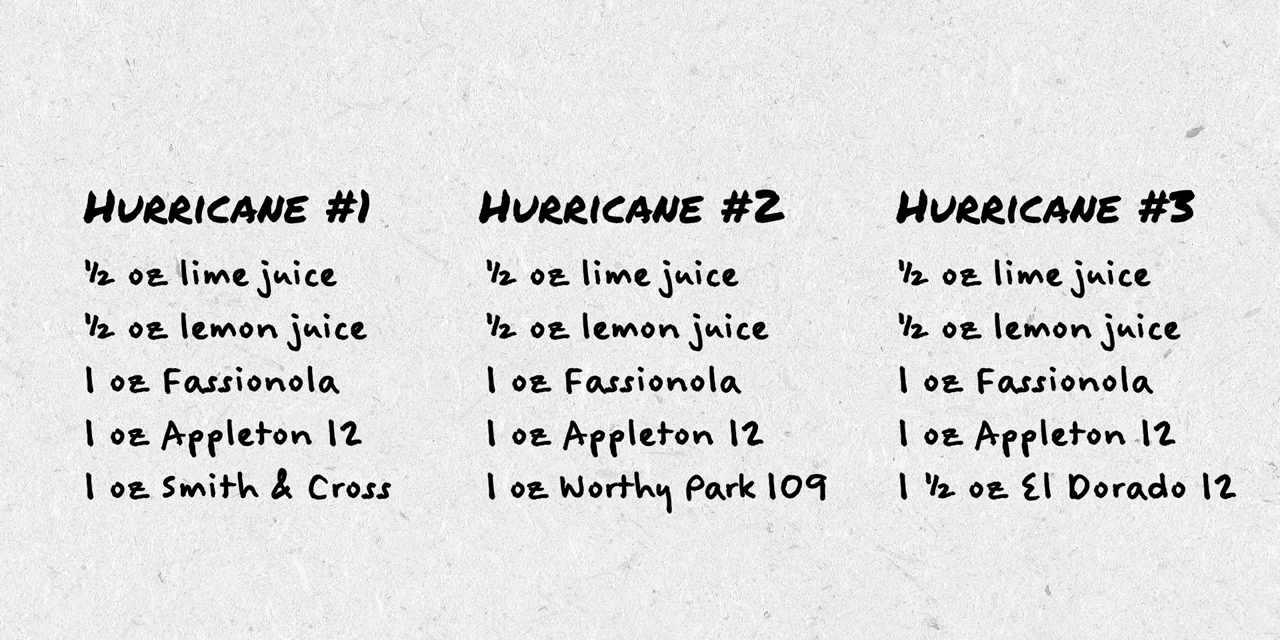 HURRICANE #1
½ oz lime juice
½ oz lemon juice
1 oz Fassionola
1 oz Appleton 12
1 oz Smith & Cross
HURRICANE #2
½ oz lime juice
½ oz lemon juice
1 oz Fassionola
1 oz Appleton 12
1 oz Worthy Park 109
HURRICANE #3
½ oz lime juice
½ oz lemon juice
1 oz Fassionola
1 oz Appleton 12
1 ½ oz El Dorado 12